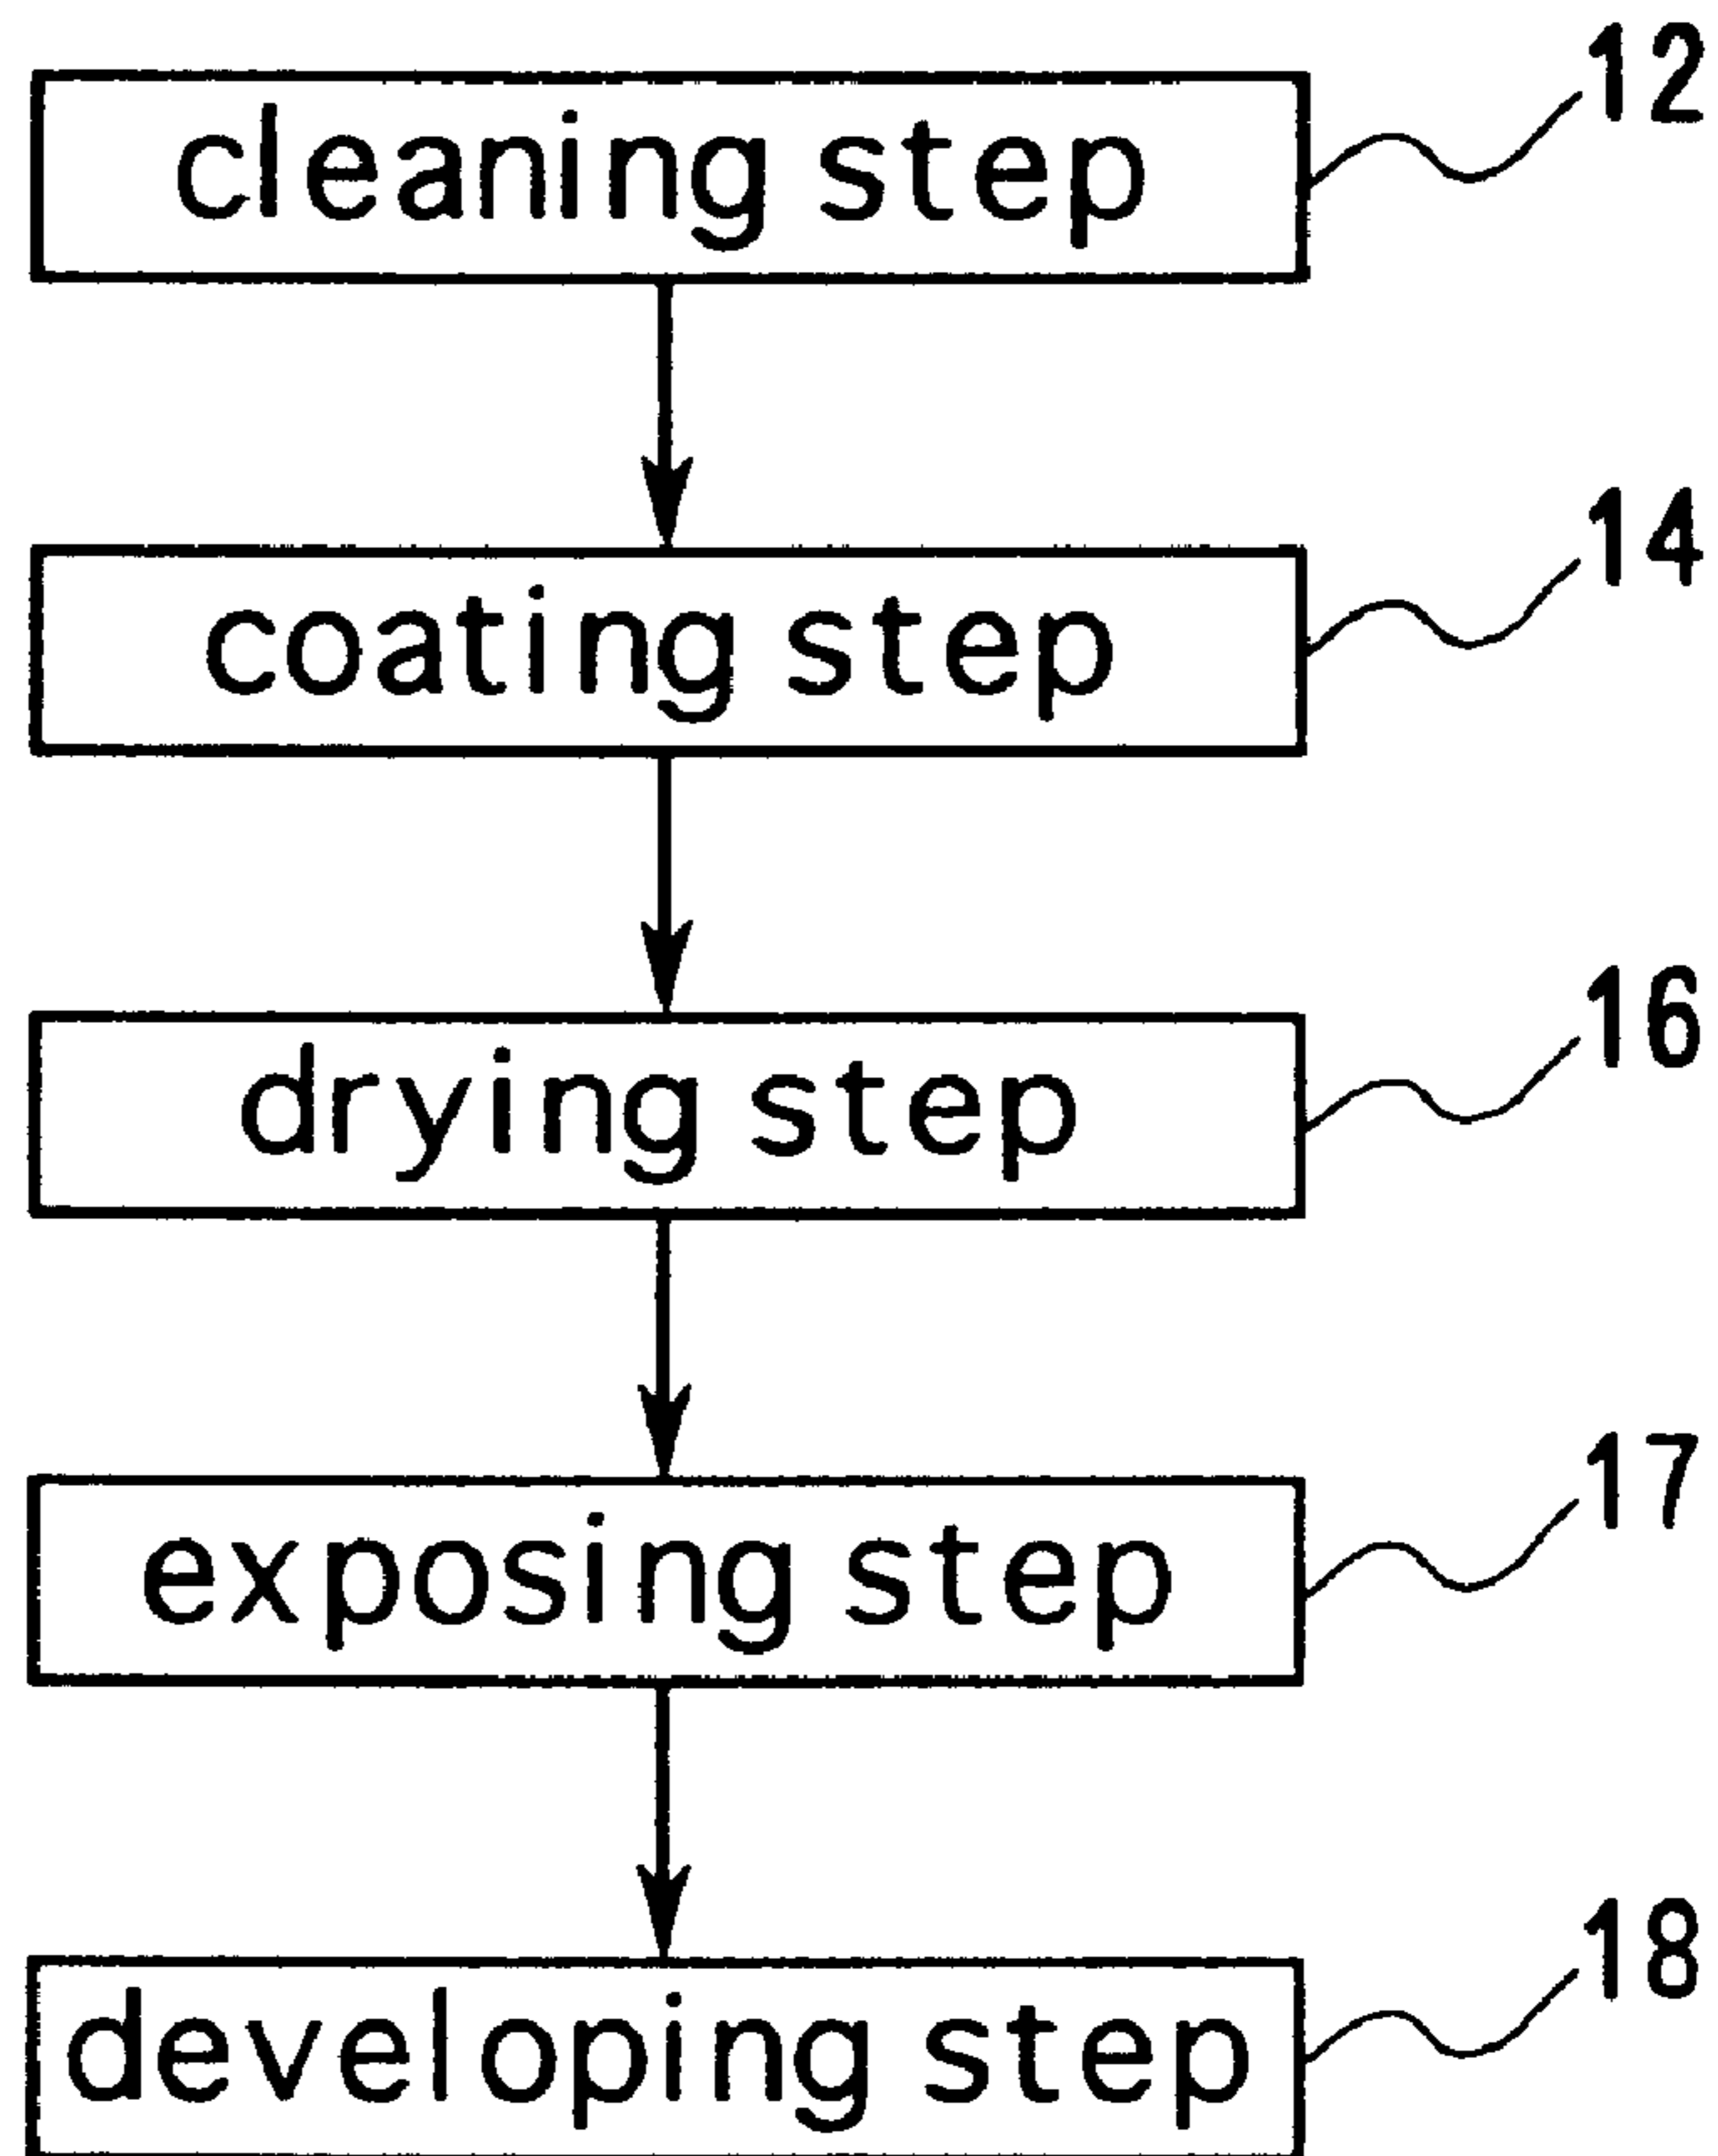 12
cleaning step
14
coating step
16
drying step
17
exposing step
18
developing step